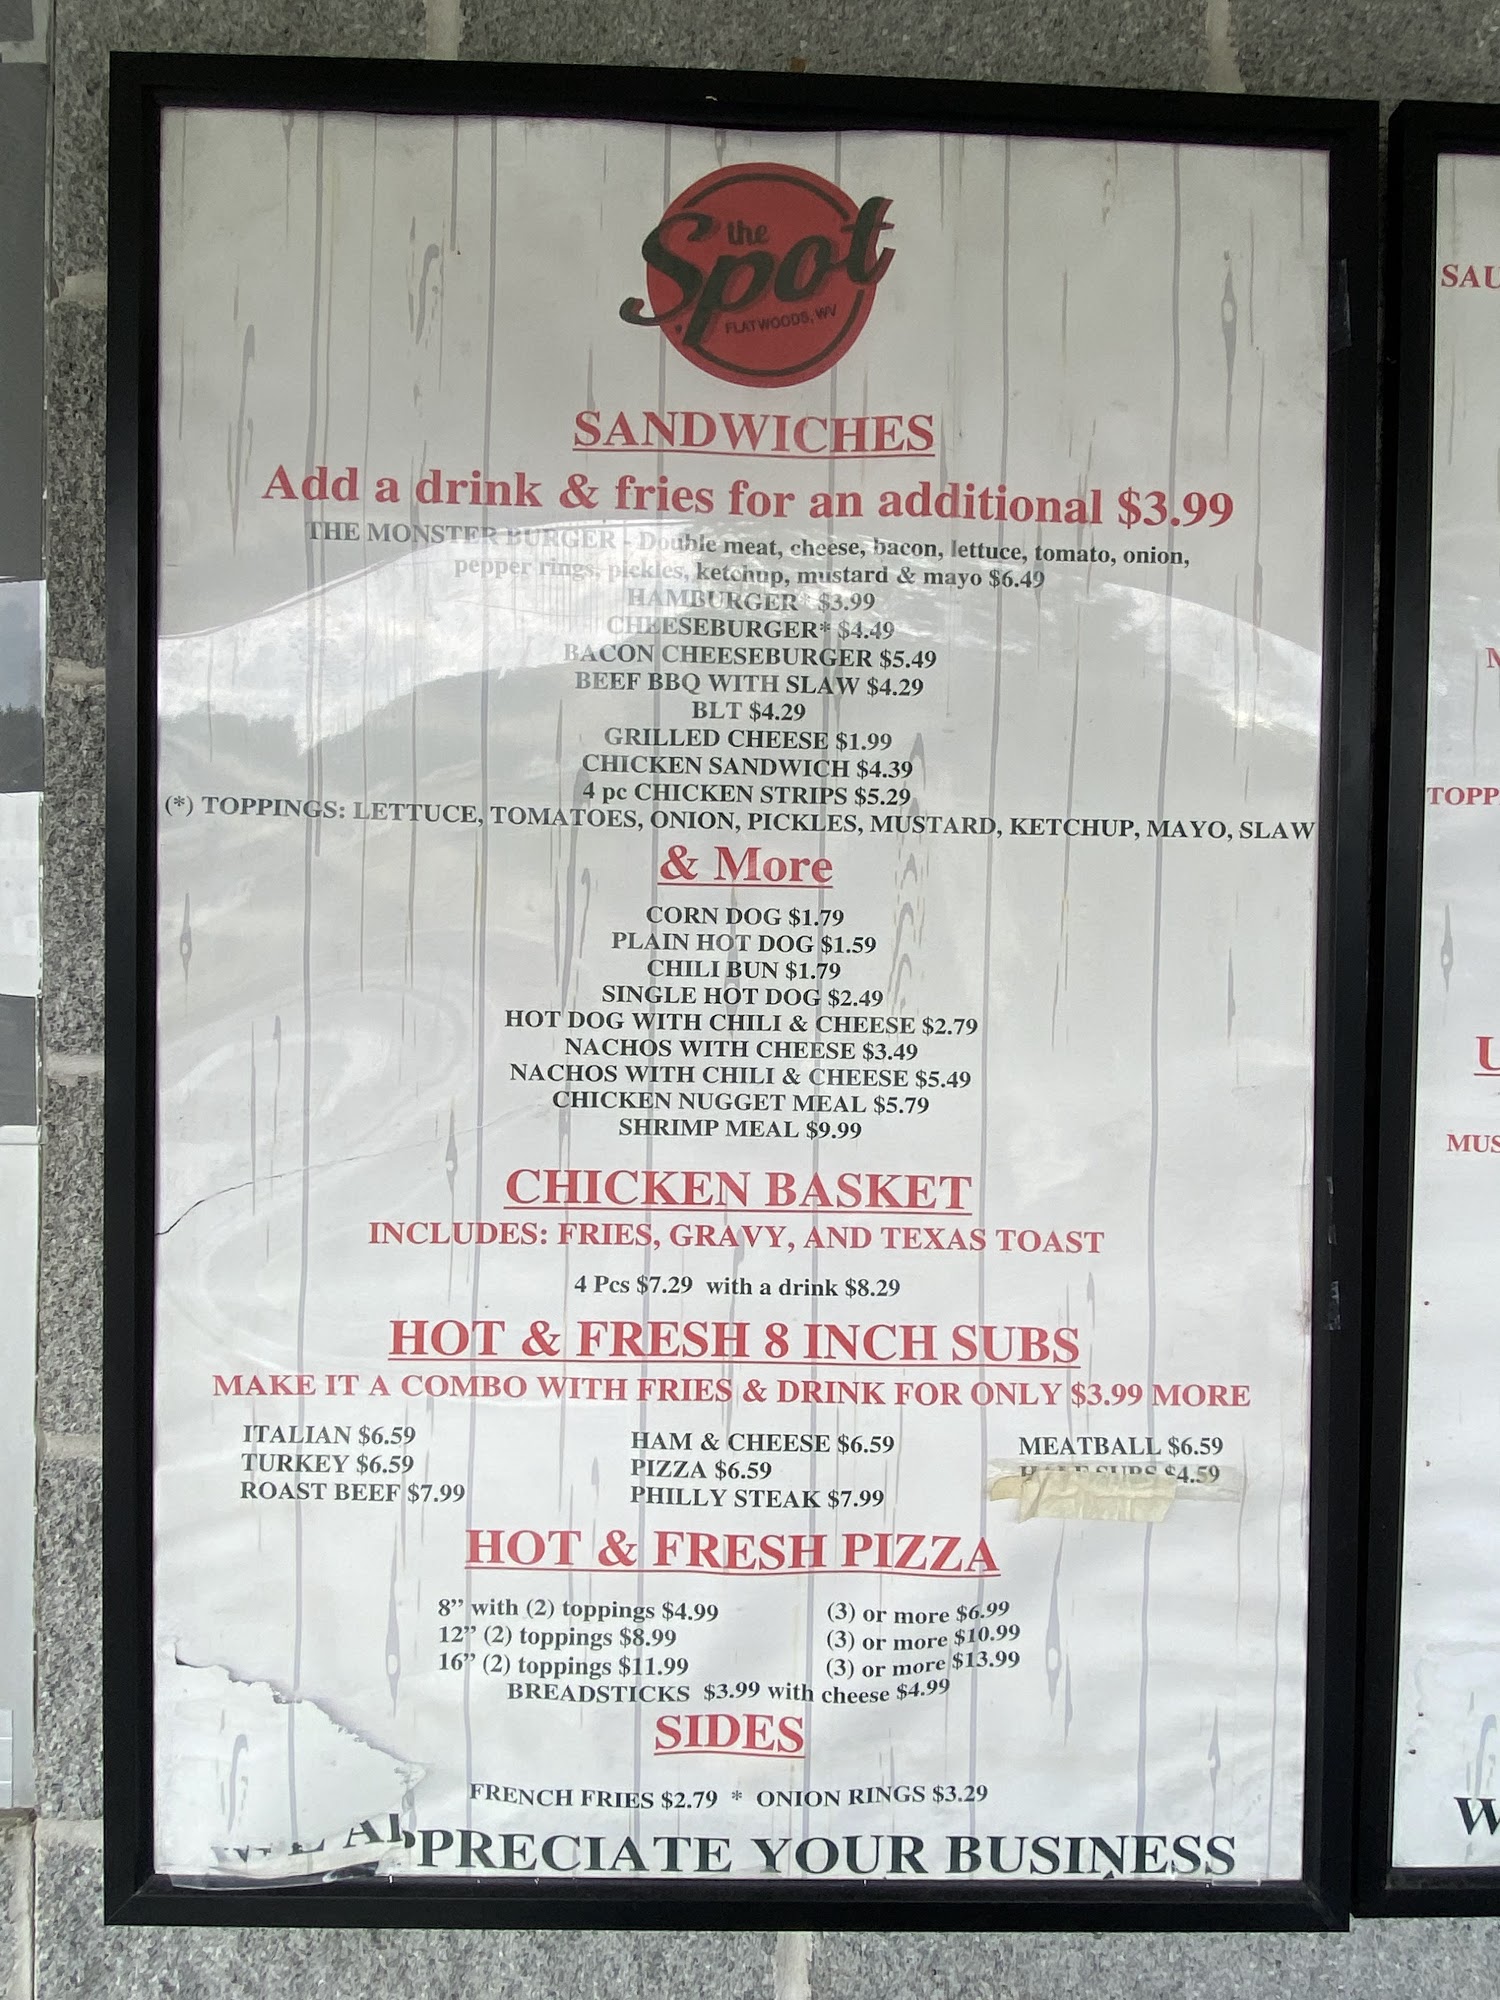 the
Spot
FLATWOODS, WV
SANDWICHES
Add a drink & fries for an additional $3.99
THE MONSTER BURGER - Double meat, cheese, bacon, lettuce, tomato, onion,
pepper rings, pickles, ketchup, mustard & mayo $6.49
HAMBURGER* $3.99
CHEESEBURGER* $4.49
BACON CHEESEBURGER $5.49
BEEF BBQ WITH SLAW $4.29
BLT $4.29
GRILLED CHEESE $1.99
CHICKEN SANDWICH $4.39
4 pc CHICKEN STRIPS $5.29
(*) TOPPINGS: LETTUCE, TOMATOES, ONION, PICKLES, MUSTARD, KETCHUP, MAYO, SLAW
& More
CORN DOG $1.79
PLAIN HOT DOG $1.59
CHILI BUN $1.79
SINGLE HOT DOG $2.49
HOT DOG WITH CHILI & CHEESE $2.79
NACHOS WITH CHEESE $3.49
NACHOS WITH CHILI & CHEESE $5.49
CHICKEN NUGGET MEAL $5.79
SHRIMP MEAL $9.99
CHICKEN BASKET
INCLUDES: FRIES, GRAVY, AND TEXAS TOAST
4 Pcs $7.29 with a drink $8.29
HOT & FRESH 8 INCH SUBS
MAKE IT A COMBO WITH FRIES & DRINK FOR ONLY $3.99 MORE
ITALIAN $6.59 HAM & CHEESE $6.59 MEATBALL $6.59
TURKEY $6.59 PIZZA $6.59 HALF SUBS $4.59
ROAST BEEF $7.99 PHILLY STEAK $7.99
HOT & FRESH PIZZA
8” with (2) toppings $4.99 (3) or more $6.99
12” (2) toppings $8.99 (3) or more $10.99
16” (2) toppings $11.99 (3) or more $13.99
BREADSTICKS $3.99 with cheese $4.99
SIDES
FRENCH FRIES $2.79 * ONION RINGS $3.29
WE APPRECIATE YOUR BUSINESS
SAU
TOPP
MUS
W